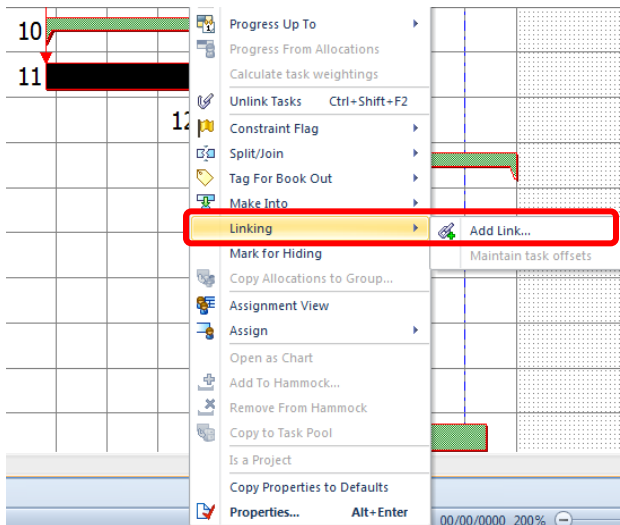 10
Progress Up To
Progress From Allocations
11
Calculate task weightings
Unlink Tasks Ctrl+Shift+F2
12
Constraint Flag
Split/Join
Tag For Book Out
Make Into
Linking
Add Link...
Mark for Hiding
Maintain task offsets
Copy Allocations to Group...
Assignment View
Assign
Open as Chart
Add To Hammock...
Remove From Hammock
Copy to Task Pool
Is a Project
Copy Properties to Defaults
Properties... Alt+Enter
00/00/0000 200%